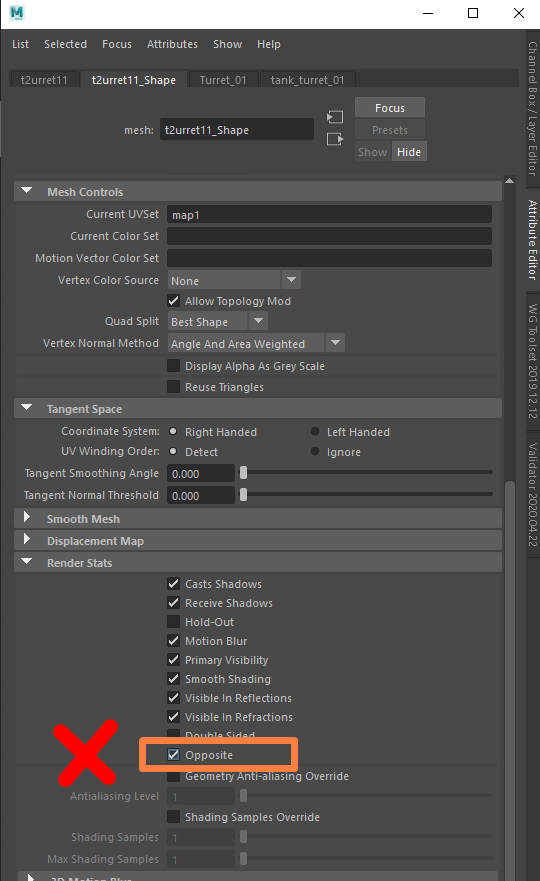 M
List Selected Focus Attributes Show Help
t2urret11 t2urret11_Shape Turret_01 tank_turret_01
Focus
mesh: t2urret11_Shape Presets
Show Hide
Mesh Controls
Current UVSet map1
Current Color Set
Motion Vector Color Set
Vertex Color Source None
Allow Topology Mod
Quad Split Best Shape
Vertex Normal Method Angle And Area Weighted
Display Alpha As Grey Scale
Reuse Triangles
Tangent Space
Coordinate System: Right Handed Left Handed
UV Winding Order: Detect Ignore
Tangent Smoothing Angle 0.000
Tangent Normal Threshold 0.000
Smooth Mesh
Displacement Map
Render Stats
Casts Shadows
Receive Shadows
Hold-Out
Motion Blur
Primary Visibility
Smooth Shading
Visible In Reflections
Visible In Refractions
Double Sided
Opposite
Geometry Anti-aliasing Override
Antialiasing Level 1
Shading Samples Override
Shading Samples 1
Max Shading Samples 1
3D Motion Blur
Channel Box / Layer Editor
Attribute Editor
WG Toolset 2019.12.12
Validator 2020.04.22